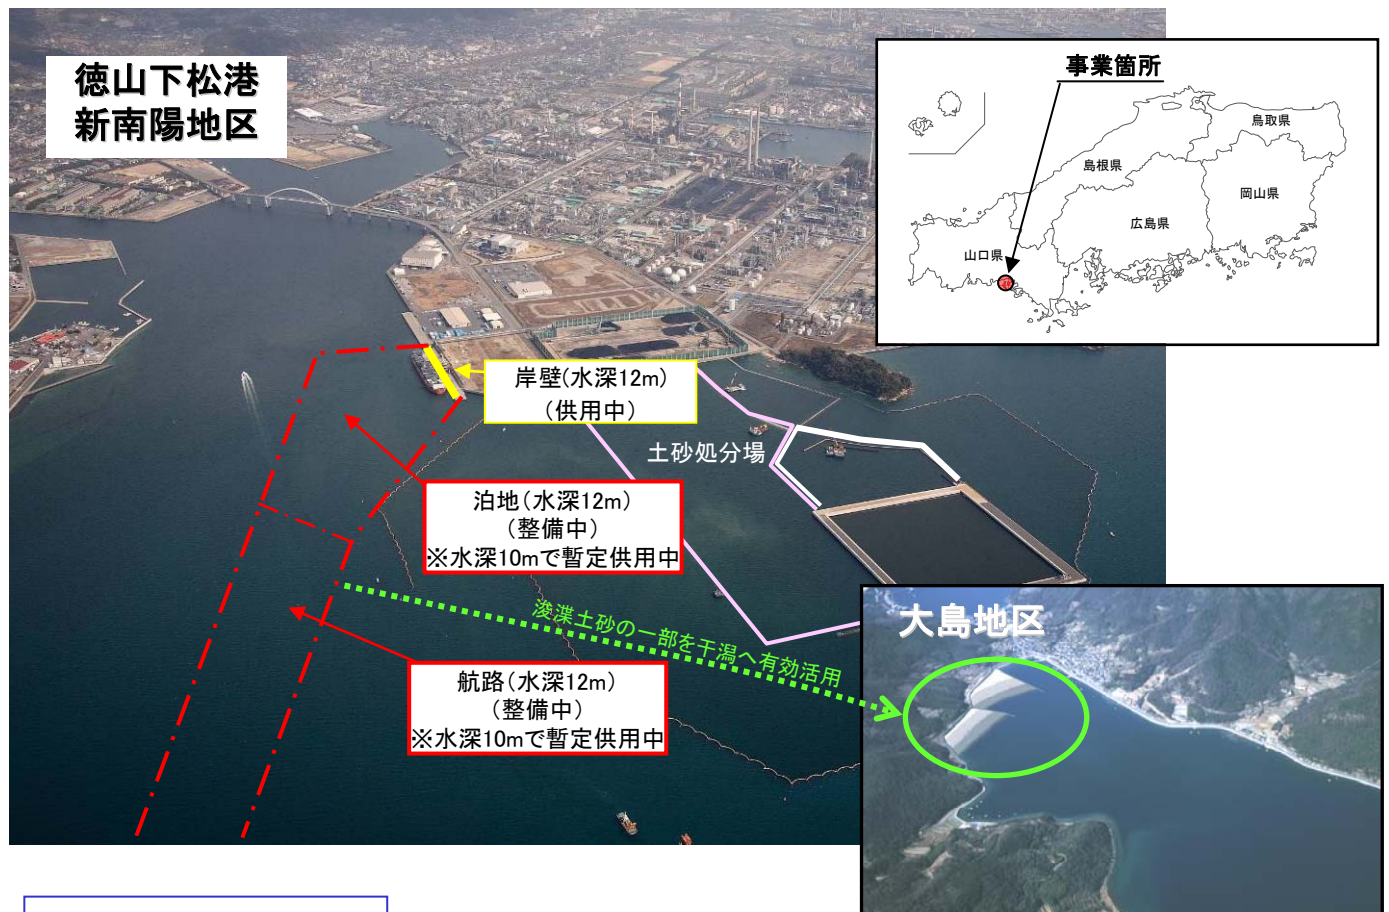 徳山下松港
新南陽地区
事業箇所
鳥取県
島根県
岡山県
広島県
山口県
岸壁(水深12m)
(供用中)
土砂処分場
泊地(水深12m)
(整備中)
※水深10mで暫定供用中
浚渫土砂の一部を干潟へ有効活用
大島地区
航路(水深12m)
(整備中)
※水深10mで暫定供用中